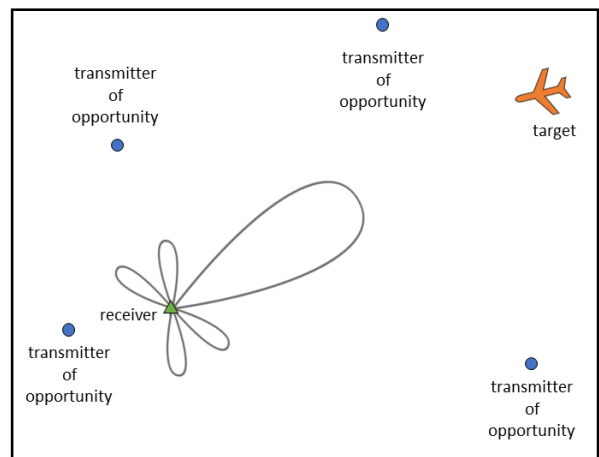 transmitter
of
opportunity
transmitter
of
opportunity
target
receiver
transmitter
of
opportunity
transmitter
of
opportunity